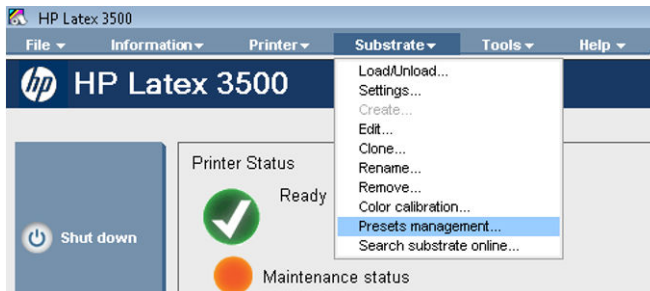 HP Latex 3500
File Information Printer Substrate Tools Help
hp HP Latex 3500
Load/Unload...
Settings...
Create...
Edit...
Clone...
Rename...
Remove...
Color calibration...
Presets management...
Search substrate online...
Printer Status
Ready
Shut down
Maintenance status